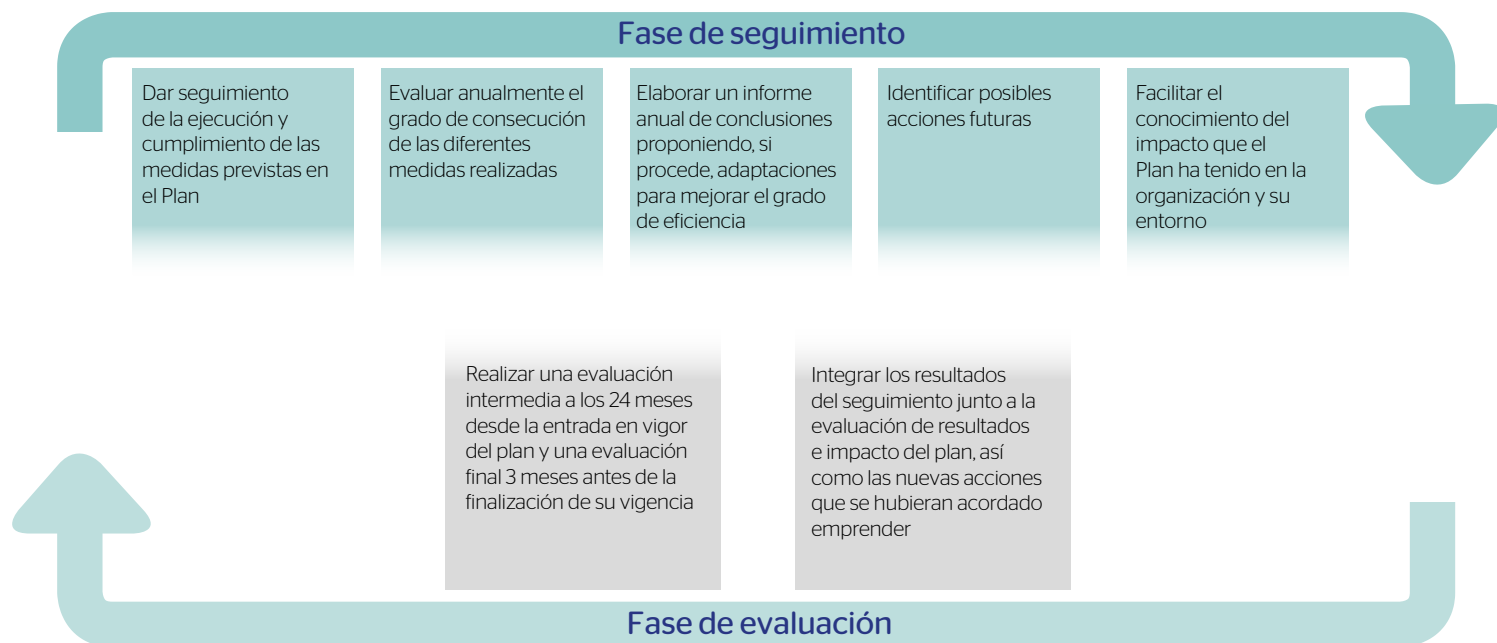 Fase de seguimiento
Dar seguimiento
de la ejecución y
cumplimiento de las
medidas previstas en
el Plan
Evaluar anualmente el
grado de consecución
de las diferentes
medidas realizadas
Elaborar un informe
anual de conclusiones
proponiendo, si
procede, adaptaciones
para mejorar el grado
de eficiencia
Identificar posibles
acciones futuras
Facilitar el
conocimiento del
impacto que el
Plan ha tenido en la
organización y su
entorno
Realizar una evaluación
intermedia a los 24 meses
desde la entrada en vigor
del plan y una evaluación
final 3 meses antes de la
finalización de su vigencia
Integrar los resultados
del seguimiento junto a la
evaluación de resultados
e impacto del plan, así
como las nuevas acciones
que se hubieran acordado
emprender
Fase de evaluación